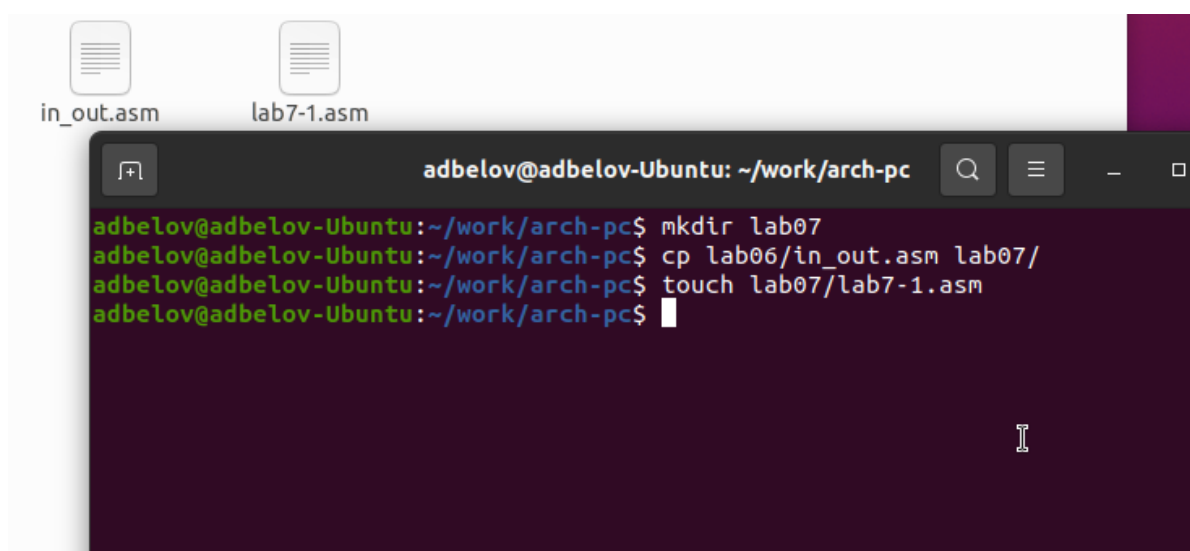 in_out.asm lab7-1.asm
adbelov@adbelov-Ubuntu: ~/work/arch-pc
adbelov@adbelov-Ubuntu:~/work/arch-pc$ mkdir lab07
adbelov@adbelov-Ubuntu:~/work/arch-pc$ cp lab06/in_out.asm lab07/
adbelov@adbelov-Ubuntu:~/work/arch-pc$ touch lab07/lab7-1.asm
adbelov@adbelov-Ubuntu:~/work/arch-pc$